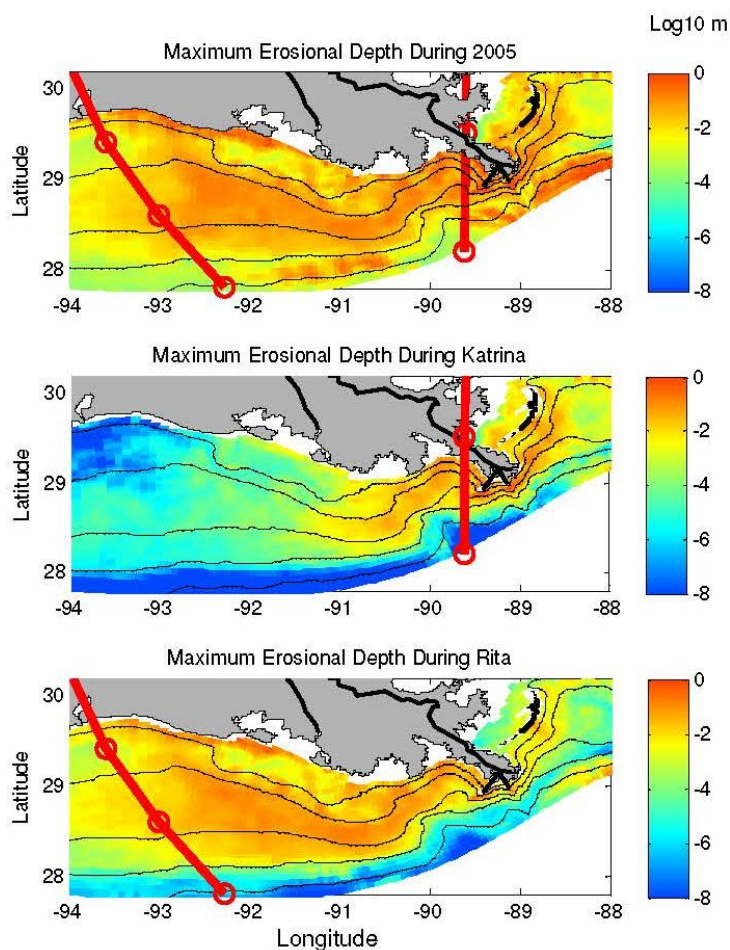 Log10 m
Maximum Erosional Depth During 2005
Latitude
30
29
28
-94 -93 -92 -91 -90 -89 -88
0
-2
-4
-6
-8
Maximum Erosional Depth During Katrina
Latitude
30
29
28
-94 -93 -92 -91 -90 -89 -88
0
-2
-4
-6
-8
Maximum Erosional Depth During Rita
Latitude
30
29
28
-94 -93 -92 -91 -90 -89 -88
Longitude
0
-2
-4
-6
-8